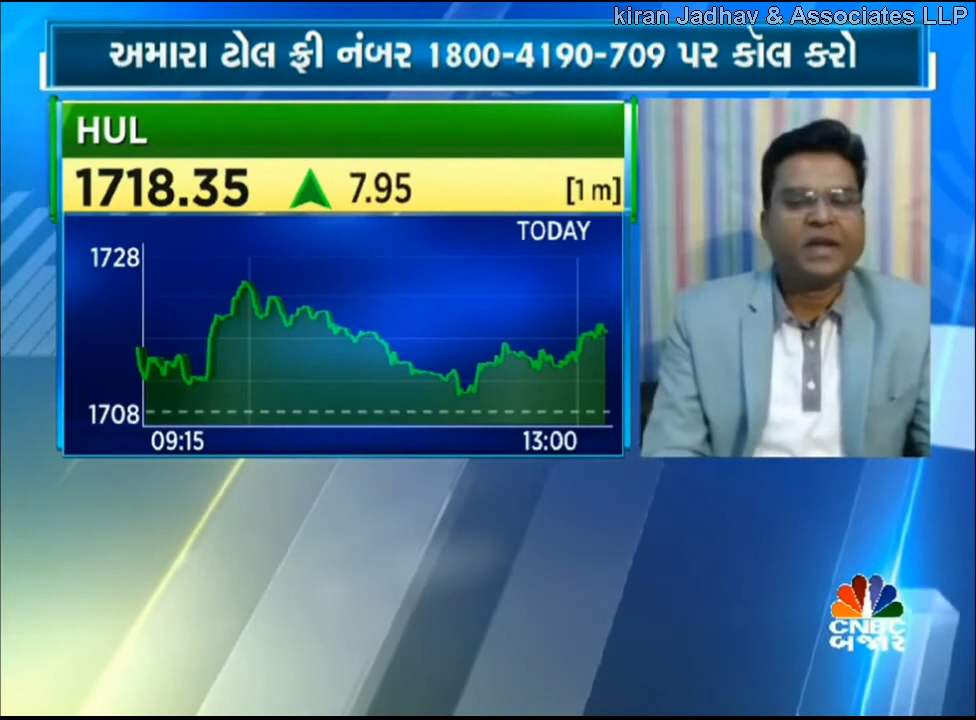 kiran Jadhav & Associates LLP
અમારા ટોલ ફ્રી નંબર 1800-4190-709 પર કૉલ કરો
HUL
1718.35 ▲ 7.95 [1 m]
TODAY
1728
1708
09:15 13:00
CNBC
બજાર